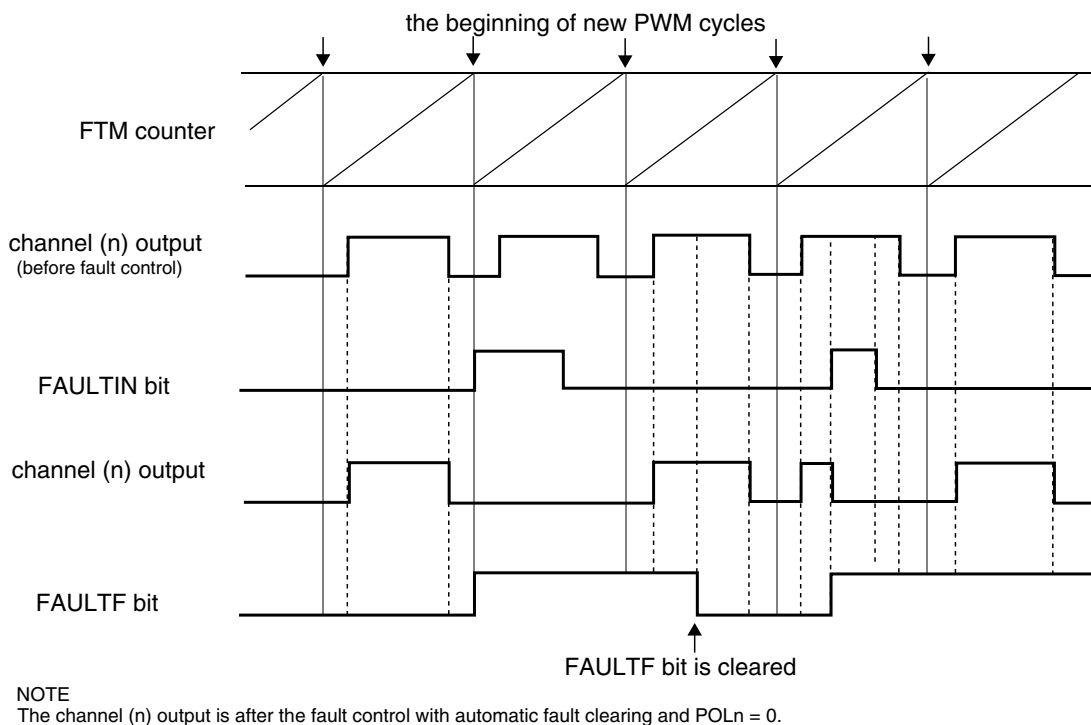 the beginning of new PWM cycles
FTM counter
channel (n) output
(before fault control)
FAULTIN bit
channel (n) output
FAULTF bit
FAULTF bit is cleared
NOTE
The channel (n) output is after the fault control with automatic fault clearing and POLn = 0.